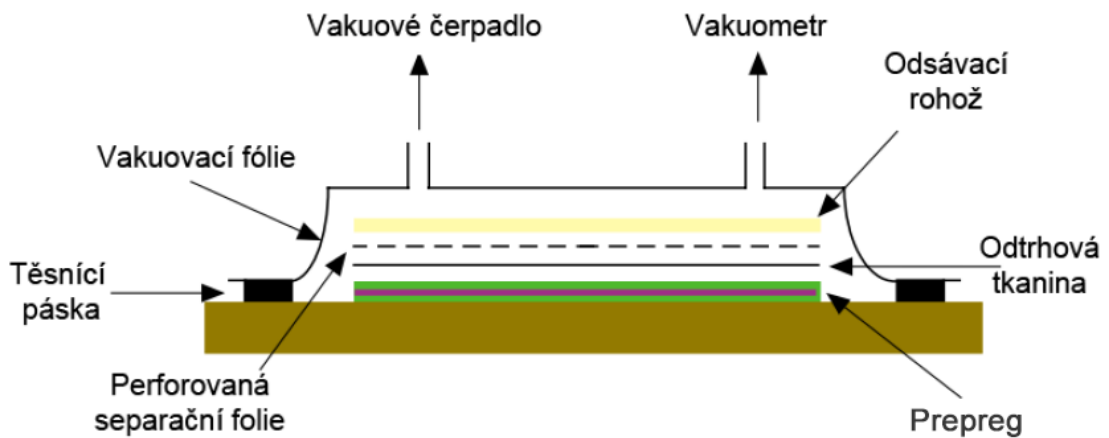 Vakuové čerpadlo
Vakuometr
Odsávací
rohož
Vakuovací fólie
Těsnící
páska
Odtrhová
tkanina
Perforovaná
separační folie
Prepreg